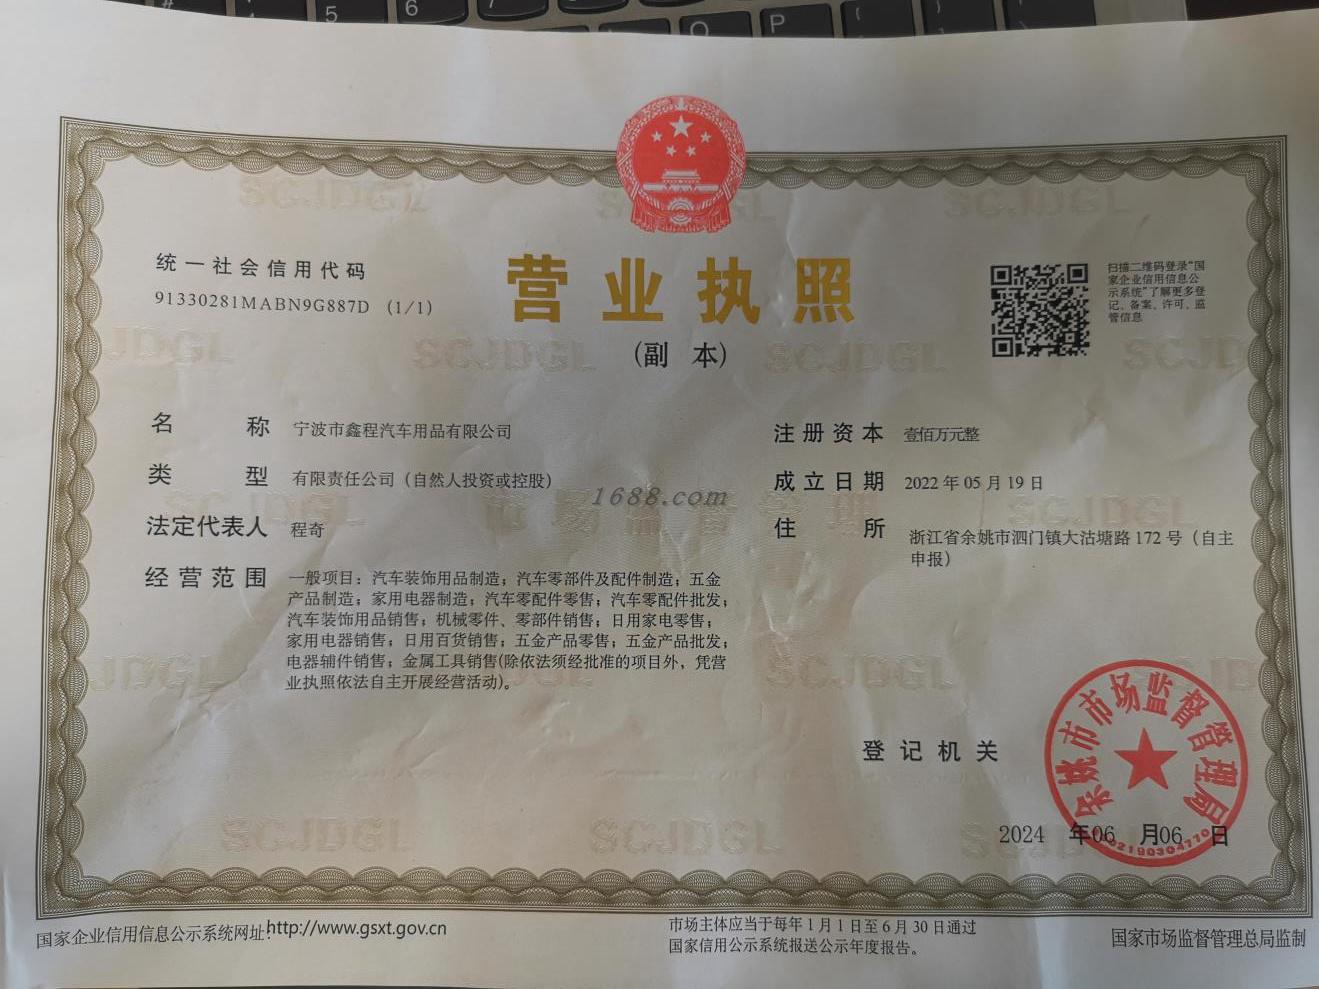 # 5 6 7
O P
统一社会信用代码
91330281MABN9G887D (1/1)
营业执照
(副 本)
扫描二维码登录“国
家企业信用信息公
示系统”了解更多登
记、备案、许可、监
管信息
名 称 宁波市鑫程汽车用品有限公司
类 型 有限责任公司（自然人投资或控股）
法定代表人 程奇
经营范围 一般项目：汽车装饰用品制造；汽车零部件及配件制造；五金
产品制造；家用电器制造；汽车零配件零售；汽车零配件批发；
汽车装饰用品销售；机械零件、零部件销售；日用家电零售；
家用电器销售；日用百货销售；五金产品零售；五金产品批发；
电器辅件销售；金属工具销售(除依法须经批准的项目外，凭营
业执照依法自主开展经营活动)。
注册资本 壹佰万元整
成立日期 2022 年 05 月 19 日
住 所 浙江省余姚市泗门镇大沽塘路 172 号（自主
申报）
1688.com
SCJDGL
登记机关
余姚市市场监督管理局
2024 年 06 月 06 日
国家企业信用信息公示系统网址：http://www.gsxt.gov.cn
市场主体应当于每年 1 月 1 日至 6 月 30 日通过
国家信用公示系统报送公示年度报告。
国家市场监督管理总局监制